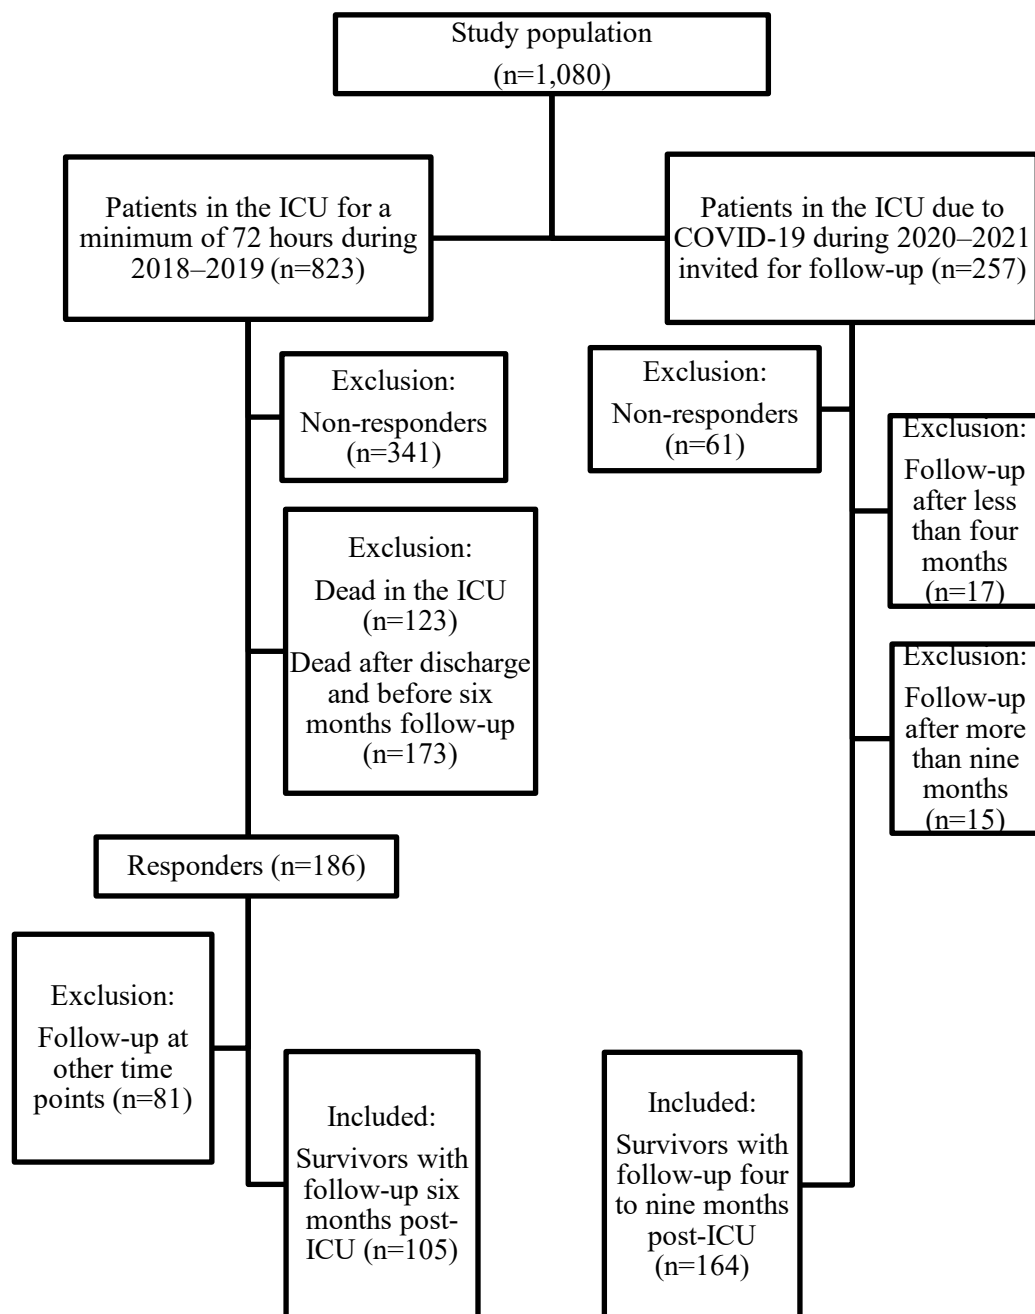 Study population
(n=1,080)
Patients in the ICU for a
minimum of 72 hours during
2018–2019 (n=823)
Patients in the ICU due to
COVID-19 during 2020–2021
invited for follow-up (n=257)
Exclusion:
Non-responders
(n=341)
Exclusion:
Non-responders
(n=61)
Exclusion:
Follow-up
after less
than four
months
(n=17)
Exclusion:
Dead in the ICU
(n=123)
Dead after discharge
and before six
months follow-up
(n=173)
Exclusion:
Follow-up
after more
than nine
months
(n=15)
Responders (n=186)
Exclusion:
Follow-up at
other time
points (n=81)
Included:
Survivors with
follow-up six
months post-
ICU (n=105)
Included:
Survivors with
follow-up four
to nine months
post-ICU
(n=164)